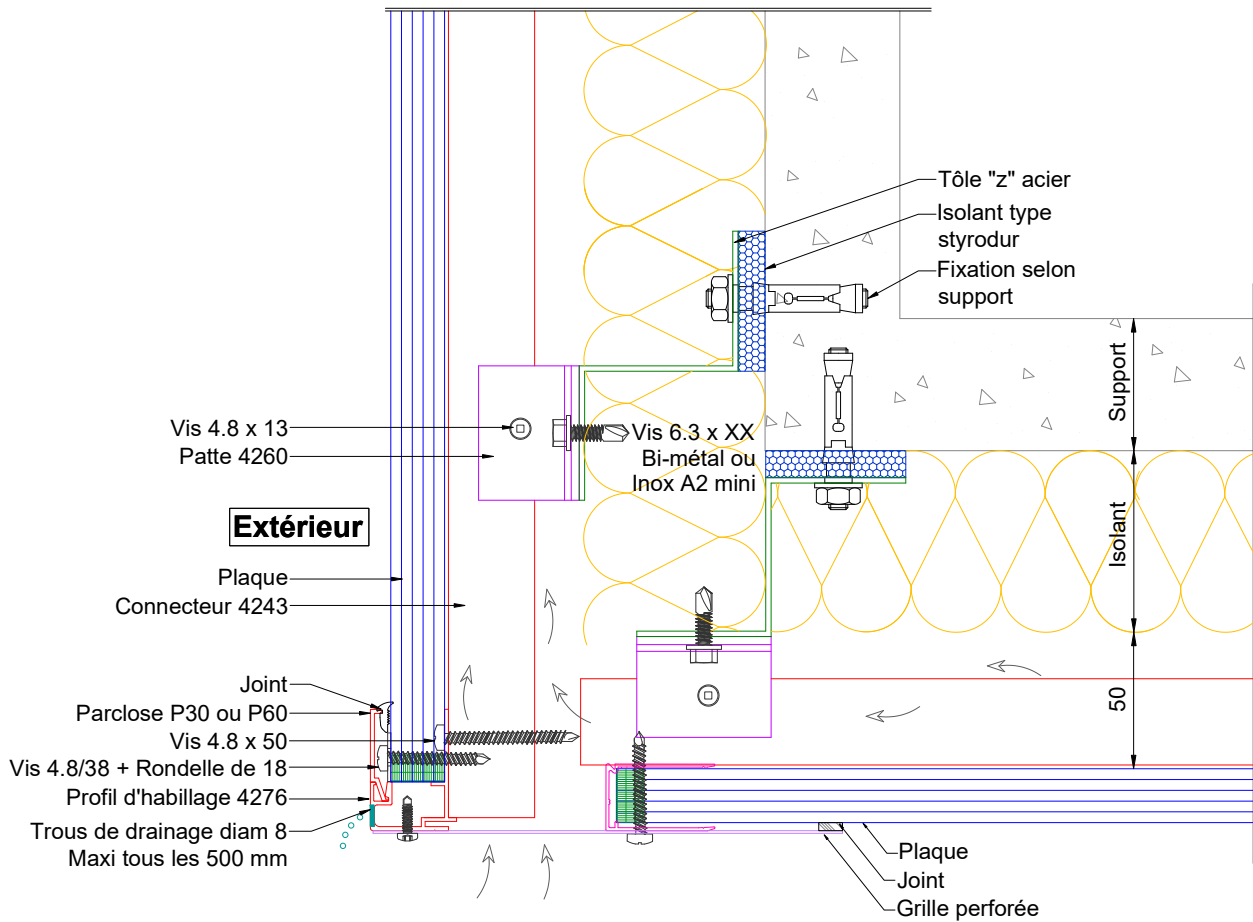 Tôle "z" acier
Isolant type
styrodur
Fixation selon
support
Support
Vis 4.8 x 13
Patte 4260
Vis 6.3 x XX
Bi-métal ou
Inox A2 mini
Extérieur
Isolant
Plaque
Connecteur 4243
Joint
Parclose P30 ou P60
Vis 4.8 x 50
Vis 4.8/38 + Rondelle de 18
Profil d'habillage 4276
Trous de drainage diam 8
Maxi tous les 500 mm
50
Plaque
Joint
Grille perforée